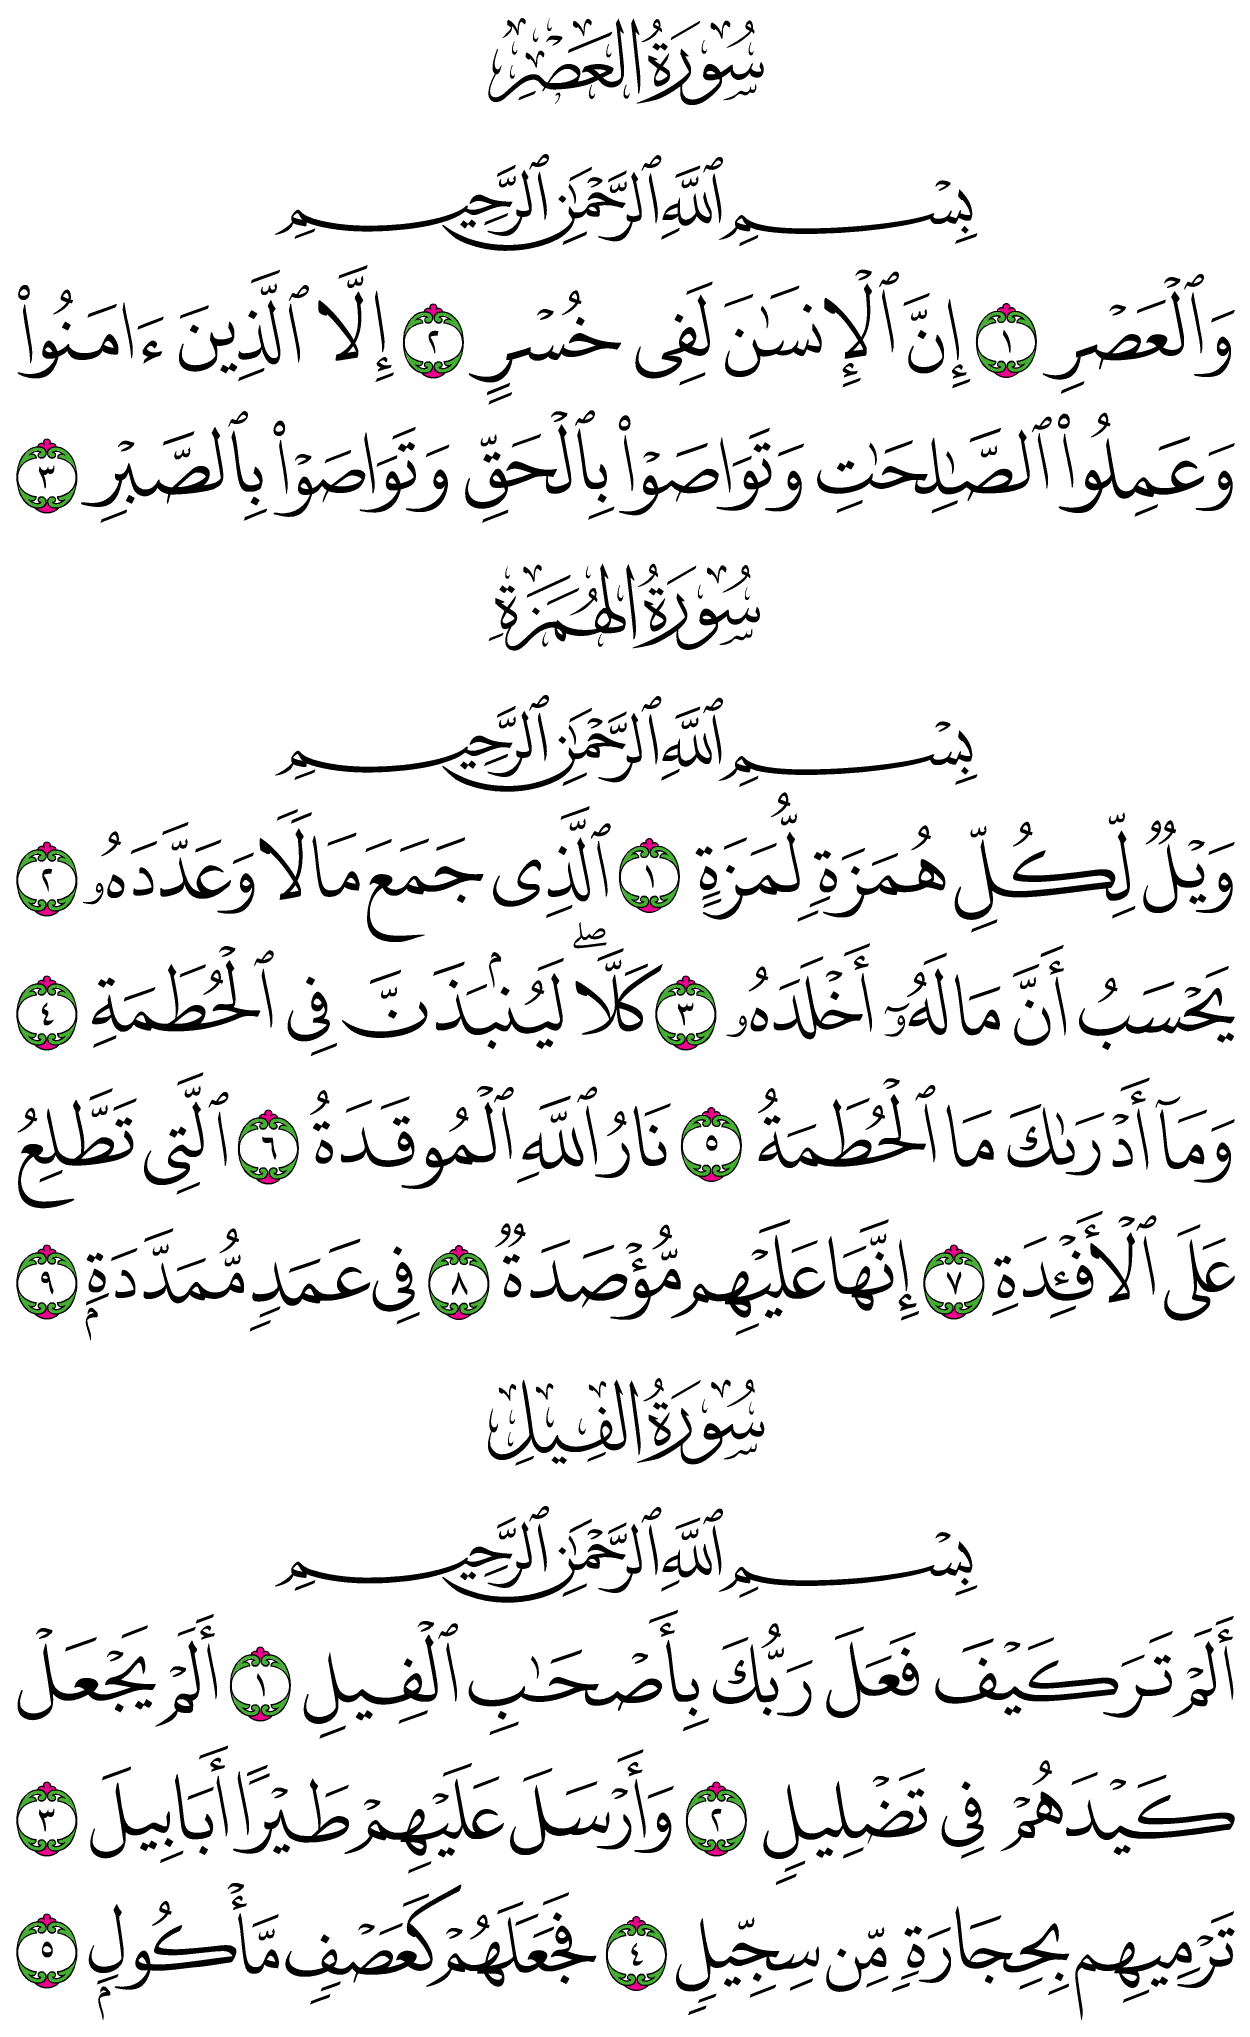 سُورَةُ الْعَصْرِ
بِسْمِ ٱللَّهِ ٱلرَّحْمَٰنِ ٱلرَّحِيمِ
وَٱلْعَصْرِ ١ إِنَّ ٱلْإِنسَٰنَ لَفِى خُسْرٍ ٢ إِلَّا ٱلَّذِينَ ءَامَنُوا۟
وَعَمِلُوا۟ ٱلصَّٰلِحَٰتِ وَتَوَاصَوْا۟ بِٱلْحَقِّ وَتَوَاصَوْا۟ بِٱلصَّبْرِ ٣
سُورَةُ الْهُمَزَةِ
بِسْمِ ٱللَّهِ ٱلرَّحْمَٰنِ ٱلرَّحِيمِ
وَيْلٌ لِّكُلِّ هُمَزَةٍ لُّمَزَةٍ ١ ٱلَّذِى جَمَعَ مَالًا وَعَدَّدَهُۥ ٢
يَحْسَبُ أَنَّ مَالَهُۥٓ أَخْلَدَهُۥ ٣ كَلَّا ۖ لَيُنۢبَذَنَّ فِى ٱلْحُطَمَةِ ٤
وَمَآ أَدْرَىٰكَ مَا ٱلْحُطَمَةُ ٥ نَارُ ٱللَّهِ ٱلْمُوقَدَةُ ٦ ٱلَّتِى تَطَّلِعُ
عَلَى ٱلْأَفْـِٔدَةِ ٧ إِنَّهَا عَلَيْهِم مُّؤْصَدَةٌ ٨ فِى عَمَدٍ مُّمَدَّدَةٍۭ ٩
سُورَةُ الْفِيلِ
بِسْمِ ٱللَّهِ ٱلرَّحْمَٰنِ ٱلرَّحِيمِ
أَلَمْ تَرَ كَيْفَ فَعَلَ رَبُّكَ بِأَصْحَٰبِ ٱلْفِيلِ ١ أَلَمْ يَجْعَلْ
كَيْدَهُمْ فِى تَضْلِيلٍ ٢ وَأَرْسَلَ عَلَيْهِمْ طَيْرًا أَبَابِيلَ ٣
تَرْمِيهِم بِحِجَارَةٍ مِّن سِجِّيلٍ ٤ فَجَعَلَهُمْ كَعَصْفٍ مَّأْكُولٍۭ ٥